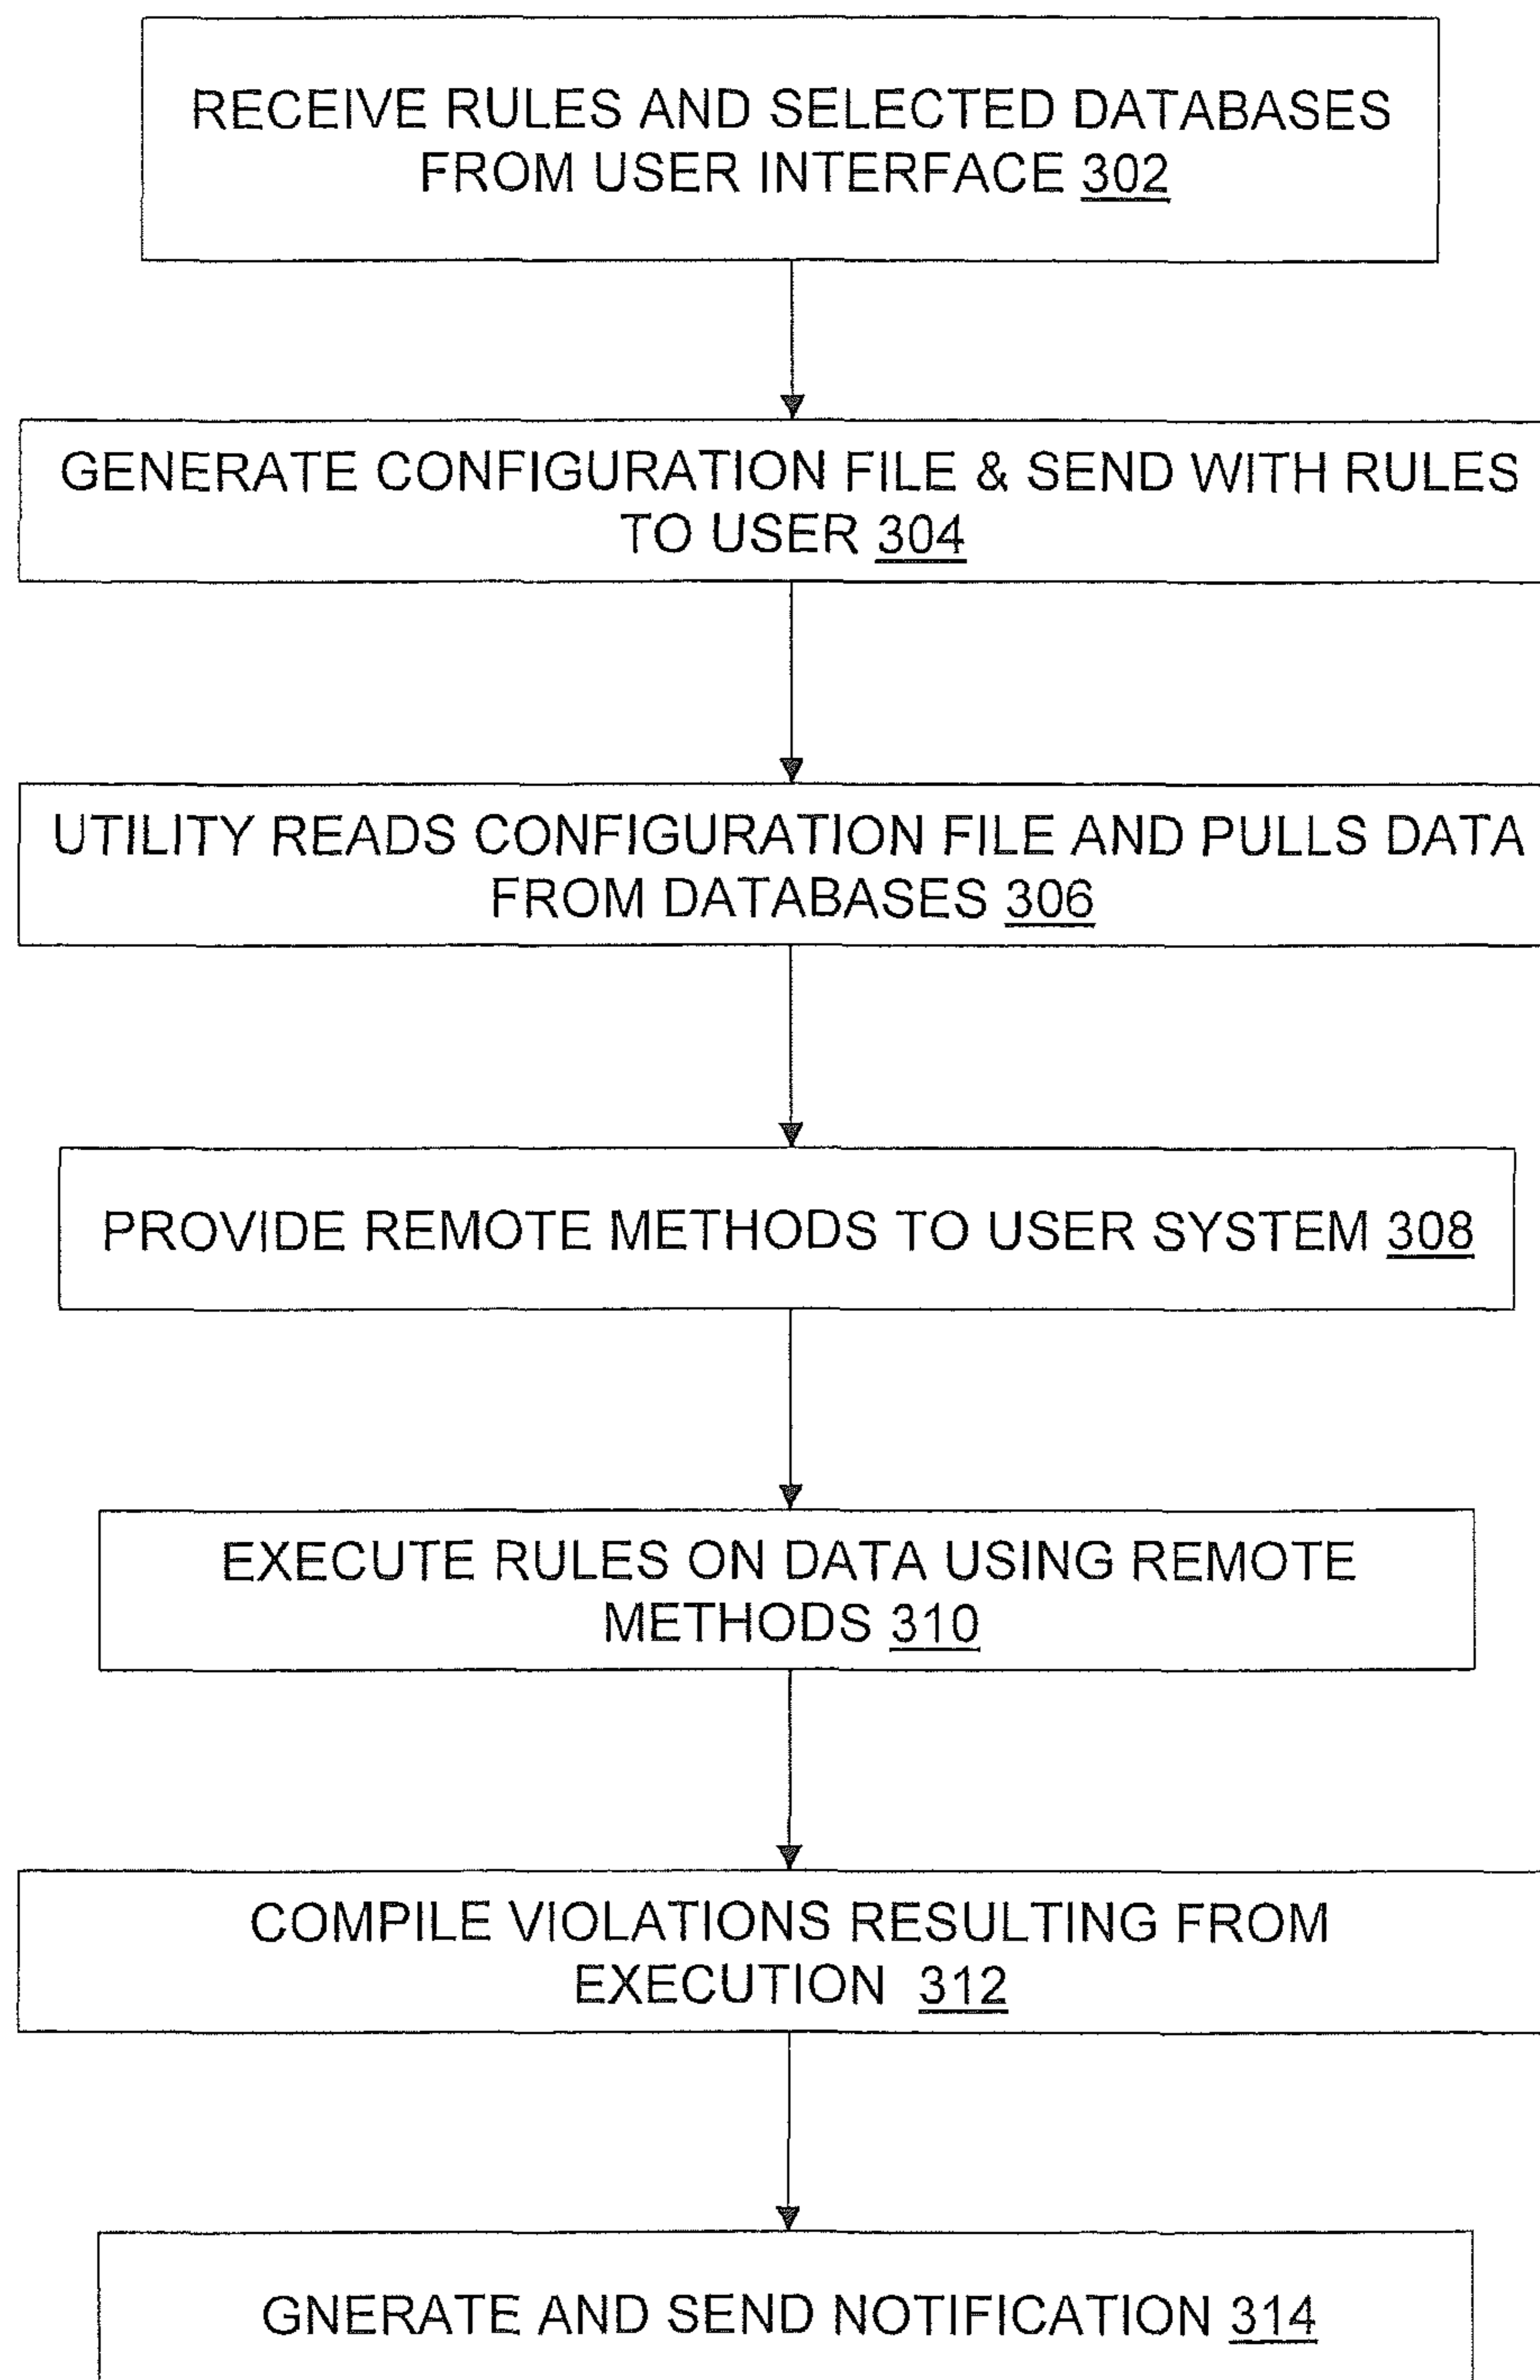 RECEIVE RULES AND SELECTED DATABASES
FROM USER INTERFACE 302
GENERATE CONFIGURATION FILE & SEND WITH RULES
TO USER 304
UTILITY READS CONFIGURATION FILE AND PULLS DATA
FROM DATABASES 306
PROVIDE REMOTE METHODS TO USER SYSTEM 308
EXECUTE RULES ON DATA USING REMOTE
METHODS 310
COMPILE VIOLATIONS RESULTING FROM
EXECUTION 312
GNERATE AND SEND NOTIFICATION 314